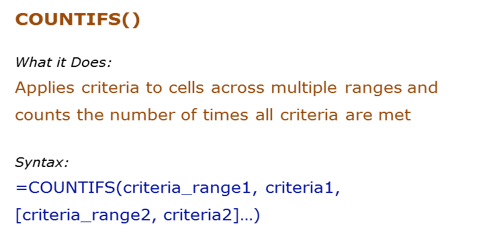 COUNTIFS()
What it Does:
Applies criteria to cells across multiple ranges and
counts the number of times all criteria are met
Syntax:
=COUNTIFS(criteria_range1, criteria1,
[criteria_range2, criteria2]…)